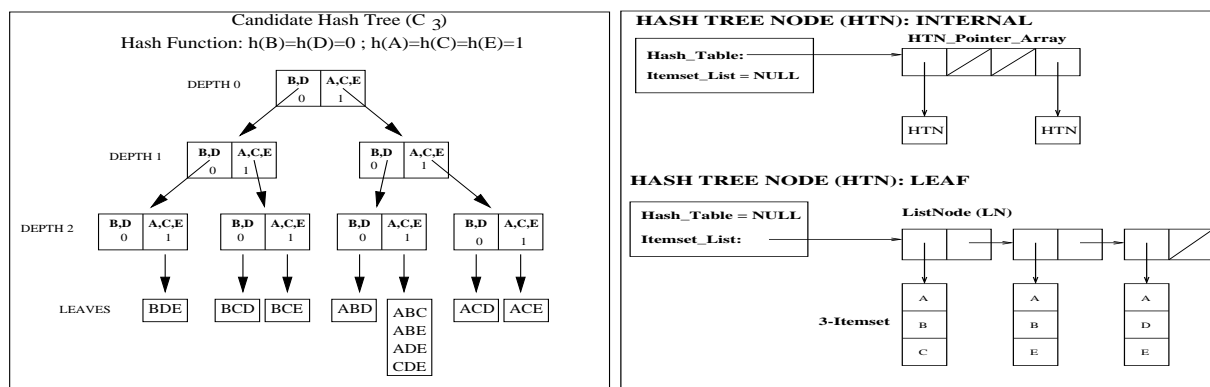 Candidate Hash Tree (C 3)
Hash Function: h(B)=h(D)=0 ; h(A)=h(C)=h(E)=1
DEPTH 0
B,D A,C,E
0 1
DEPTH 1
B,D A,C,E
0 1
B,D A,C,E
0 1
DEPTH 2
B,D A,C,E
0 1
B,D A,C,E
0 1
B,D A,C,E
0 1
B,D A,C,E
0 1
LEAVES
BDE
BCD
BCE
ABD
ABC
ABE
ADE
CDE
ACD
ACE
HASH TREE NODE (HTN): INTERNAL
HTN_Pointer_Array
Hash_Table:
Itemset_List = NULL
HTN
HTN
HASH TREE NODE (HTN): LEAF
Hash_Table = NULL
Itemset_List:
ListNode (LN)
3-Itemset
A
B
C
A
B
E
A
D
E